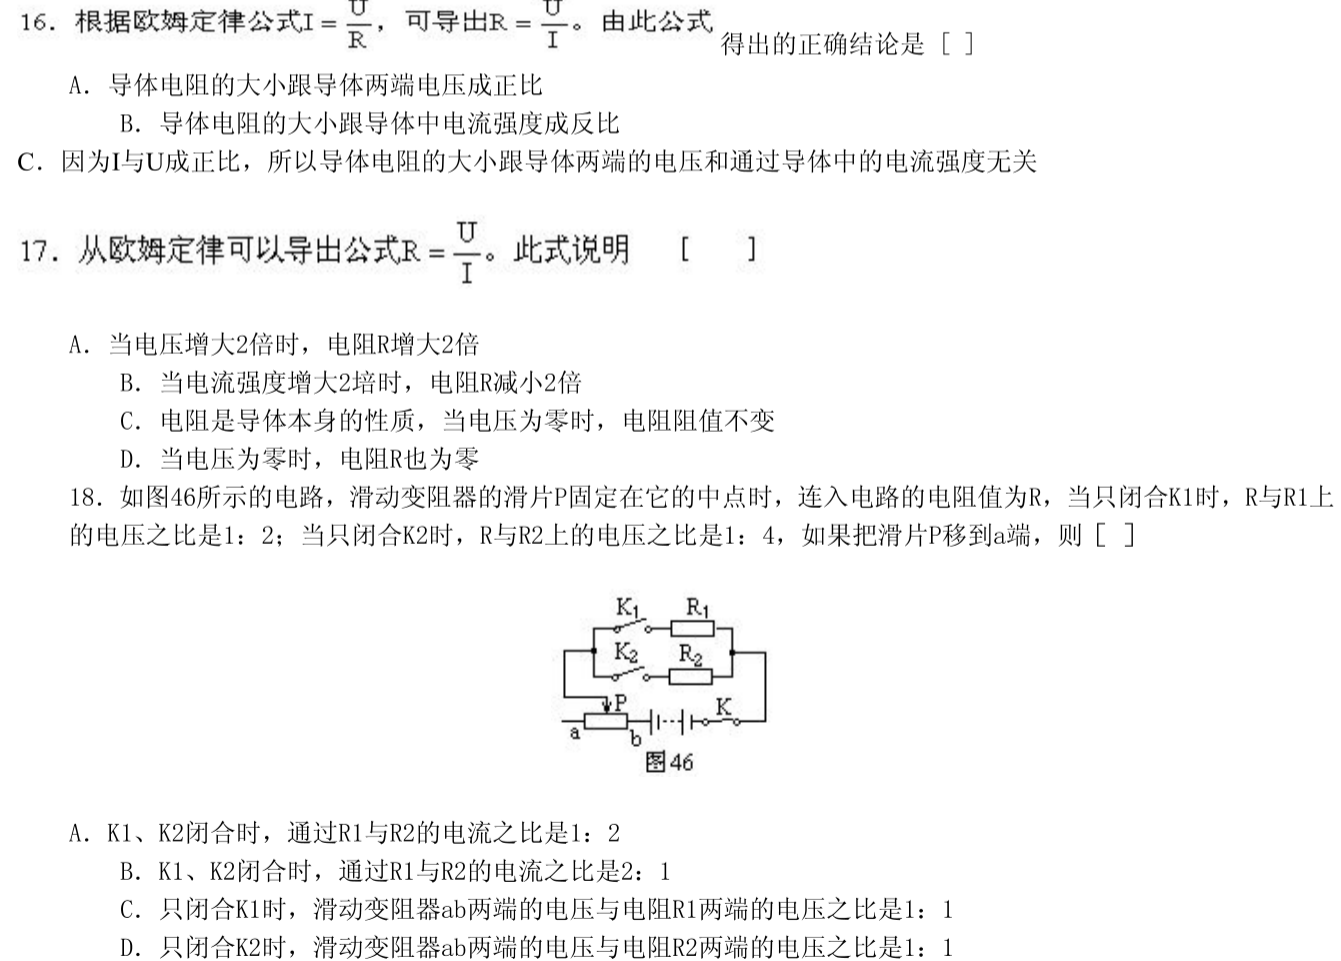 16．根据欧姆定律公式I＝U/R，可导出R＝U/I。由此公式得出的正确结论是［ ］
A．导体电阻的大小跟导体两端电压成正比
B．导体电阻的大小跟导体中电流强度成反比
C．因为I与U成正比，所以导体电阻的大小跟导体两端的电压和通过导体中的电流强度无关
17．从欧姆定律可以导出公式R＝U/I。此式说明 ［ ］
A．当电压增大2倍时，电阻R增大2倍
B．当电流强度增大2培时，电阻R减小2倍
C．电阻是导体本身的性质，当电压为零时，电阻阻值不变
D．当电压为零时，电阻R也为零
18．如图46所示的电路，滑动变阻器的滑片P固定在它的中点时，连入电路的电阻值为R，当只闭合K1时，R与R1上
的电压之比是1：2；当只闭合K2时，R与R2上的电压之比是1：4，如果把滑片P移到a端，则［ ］
K1 R1
K2 R2
P K
a b
图46
A．K1、K2闭合时，通过R1与R2的电流之比是1：2
B．K1、K2闭合时，通过R1与R2的电流之比是2：1
C．只闭合K1时，滑动变阻器ab两端的电压与电阻R1两端的电压之比是1：1
D．只闭合K2时，滑动变阻器ab两端的电压与电阻R2两端的电压之比是1：1